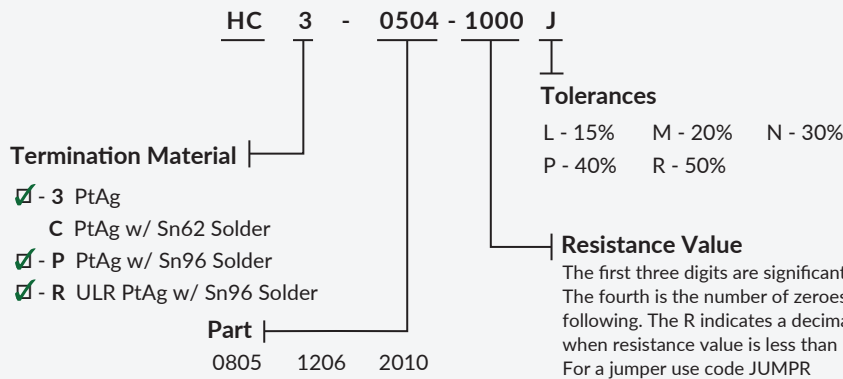 HC 3 - 0504 - 1000 J
Tolerances
L - 15% M - 20% N - 30%
P - 40% R - 50%
Termination Material
- 3 PtAg
C PtAg w/ Sn62 Solder
- P PtAg w/ Sn96 Solder
- R ULR PtAg w/ Sn96 Solder
Resistance Value
The first three digits are significant
The fourth is the number of zeroes
following. The R indicates a decima
when resistance value is less than
For a jumper use code JUMPR
Part
0805 1206 2010